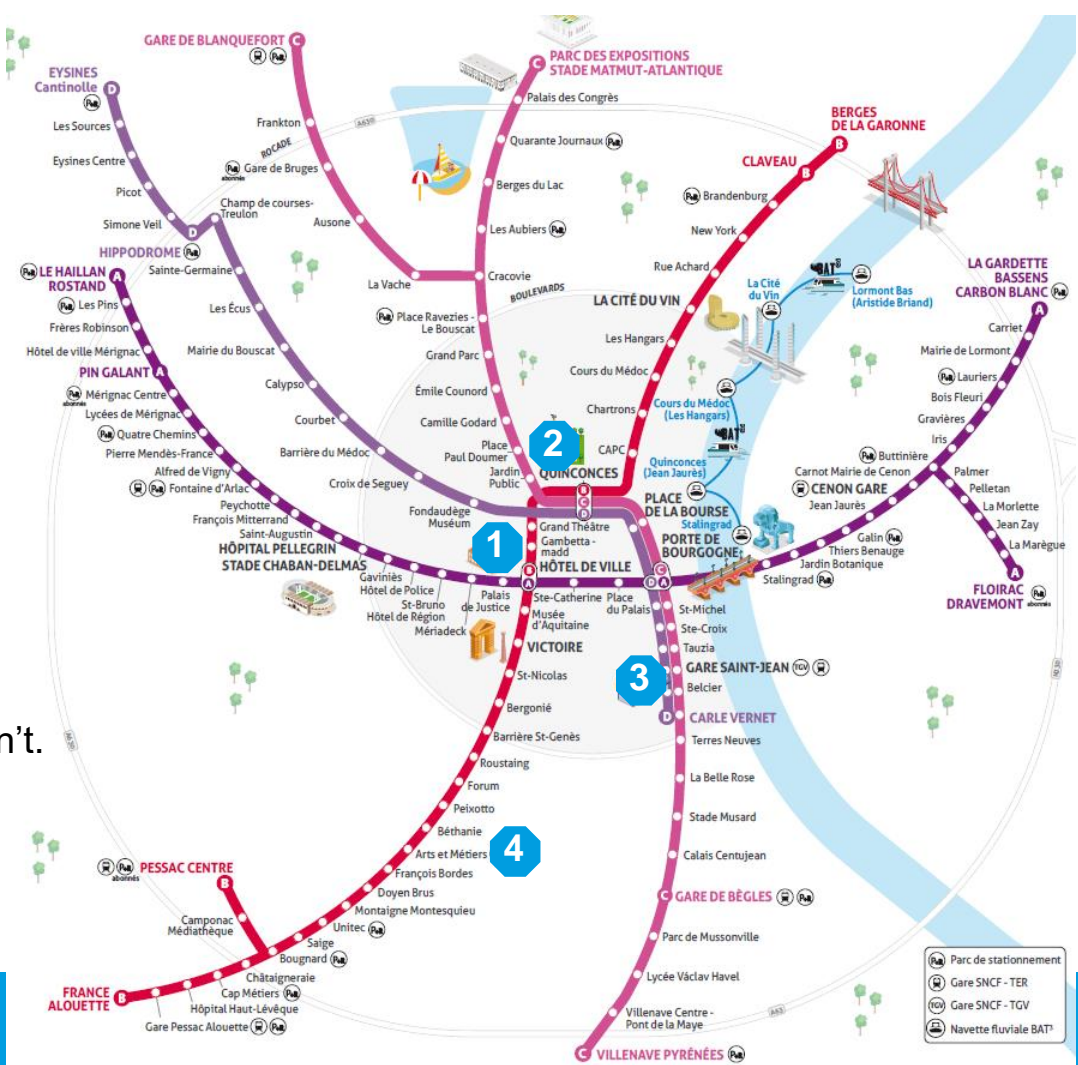 GARE DE BLANQUEFORT
C
P+R
Frankton
ROCADE
A630
P+R
abonnés
Gare de Bruges
Ausone
La Vache
EYSINES
Cantinolle
D
P+R
Les Sources
Eysines Centre
Picot
Simone Veil
D
HIPPODROME
P+R
Champ de courses-
Treulon
Sainte-Germaine
Les Écus
Mairie du Bouscat
Calypso
Courbet
Barrière du Médoc
Croix de Seguey
Fondaudège
Muséum
C
PARC DES EXPOSITIONS
STADE MATMUT-ATLANTIQUE
Palais des Congrès
Quarante Journaux
P+R
Berges du Lac
Les Aubiers
P+R
Cracovie
BOULEVARDS
P+R
Place Ravezies -
Le Bouscat
Grand Parc
Émile Counord
Camille Godard
Place
Paul Doumer
Jardin
Public
BERGES
DE LA GARONNE
B
CLAVEAU
B
P+R
Brandenburg
New York
Rue Achard
LA CITÉ DU VIN
Les Hangars
Cours du Médoc
Chartrons
CAPC
2
QUINCONCES
B
C
D
BAT3
La Cité
du Vin
Lormont Bas
(Aristide Briand)
Cours du Médoc
(Les Hangars)
BAT3
Quinconces
(Jean Jaurès)
Stalingrad
P+R
LE HAILLAN
ROSTAND
A
P+R
Les Pins
Frères Robinson
Hôtel de ville Mérignac
PIN GALANT
A
P+R
abonnés
Mérignac Centre
Lycées de Mérignac
P+R
Quatre Chemins
Pierre Mendès-France
Alfred de Vigny
P+R
Fontaine d'Arlac
Peychotte
François Mitterrand
Saint-Augustin
HÔPITAL PELLEGRIN
STADE CHABAN-DELMAS
Gaviniès
Hôtel de Police
St-Bruno
Hôtel de Région
Mériadeck
Palais
de Justice
1
Grand Théâtre
Gambetta -
madd
B
HÔTEL DE VILLE
A
Ste-Catherine
Place
du Palais
PLACE
DE LA BOURSE
PORTE DE
BOURGOGNE
C
D
A
LA GARDETTE
BASSENS
CARBON BLANC
P+R
A
Carriet
Mairie de Lormont
P+R
Lauriers
Bois Fleuri
Gravières
Iris
P+R
Buttinière
Carnot Mairie de Cenon
CENON GARE
Jean Jaurès
Galin
P+R
Thiers Benauge
Jardin Botanique
Stalingrad
P+R
Palmer
Pelletan
La Morlette
Jean Zay
La Marègue
A
FLOIRAC
DRAVEMONT
P+R
abonnés
Musée
d'Aquitaine
VICTOIRE
St-Nicolas
Bergonié
Barrière St-Genès
Roustaing
Forum
Peixotto
Béthanie
Arts et Métiers
4
François Bordes
Doyen Brus
Montaigne Montesquieu
Unitec
P+R
Saige
Bougnard
P+R
P+R
abonnés
PESSAC CENTRE
B
Camponac
Médiathèque
Châtaigneraie
Cap Métiers
P+R
Hôpital Haut-Lévêque
Gare Pessac Alouette
P+R
FRANCE
ALOUETTE
B
St-Michel
Ste-Croix
Tauzia
3
GARE SAINT-JEAN
TGV
Belcier
D
CARLE VERNET
Terres Neuves
La Belle Rose
Stade Musard
Calais Centujean
C
GARE DE BÈGLES
P+R
Parc de Mussonville
Lycée Václav Havel
Villenave Centre -
Pont de la Maye
C
VILLENAVE PYRÉNÉES
P+R
n't.
A630
A630
A63
P+R
Parc de stationnement
Gare SNCF - TER
TGV
Gare SNCF - TGV
Navette fluviale BAT3